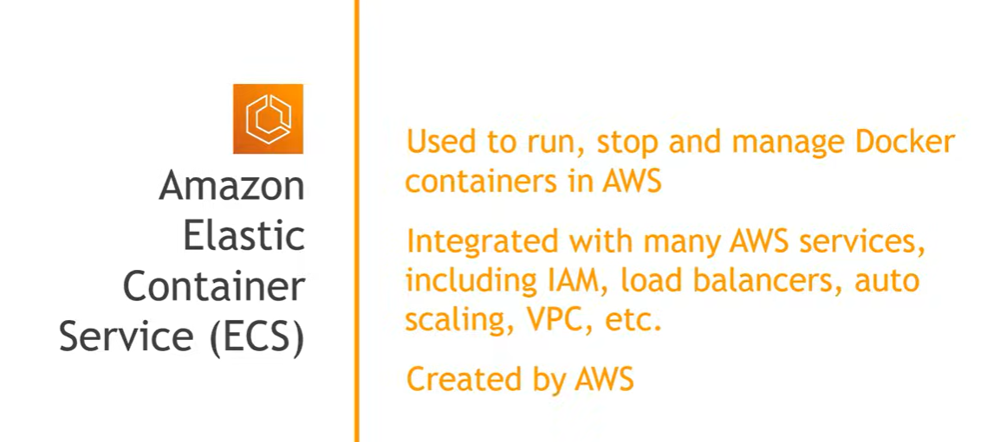 Amazon
Elastic
Container
Service (ECS)
Used to run, stop and manage Docker
containers in AWS
Integrated with many AWS services,
including IAM, load balancers, auto
scaling, VPC, etc.
Created by AWS